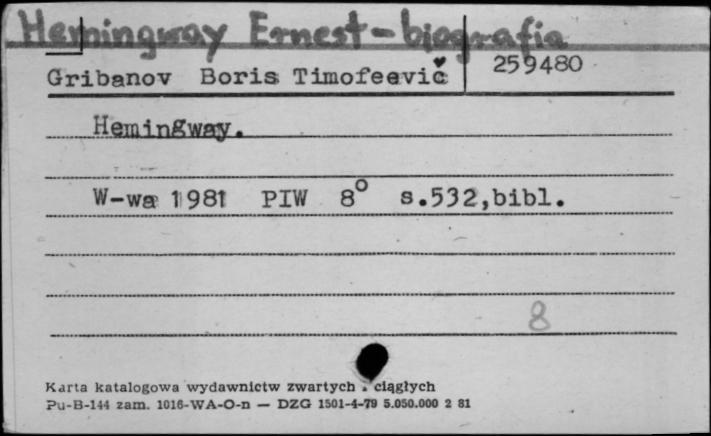 Hemingway Ernest - biografia
Gribanov Boris Timofeevič 259480
Hemingway.
W-wa 1981 PIW 8° s.532,bibl.
8
Karta katalogowa wydawnictw zwartych i ciągłych
Pu-B-144 zam. 1016-WA-O-n — DZG 1501-4-79 5.050.000 2 81